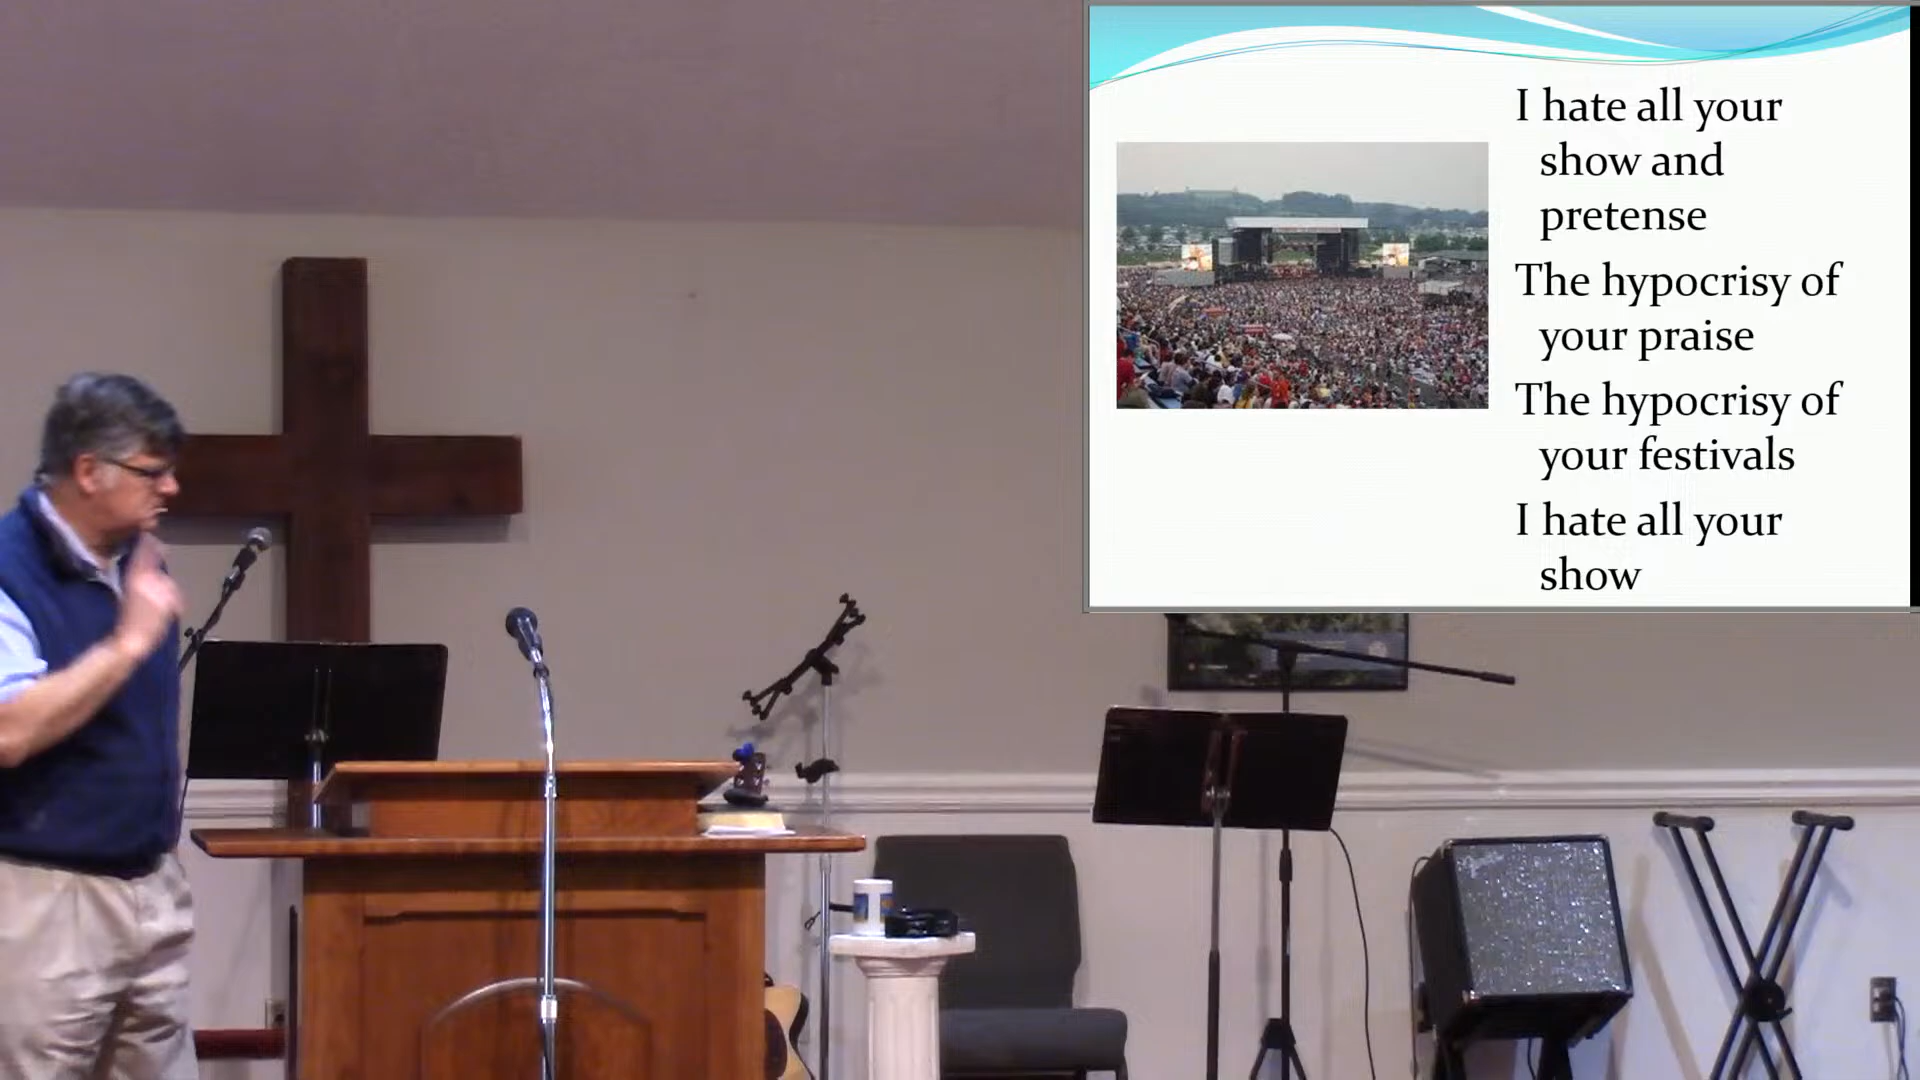 I hate all your
show and
pretense
The hypocrisy of
your praise
The hypocrisy of
your festivals
I hate all your
show